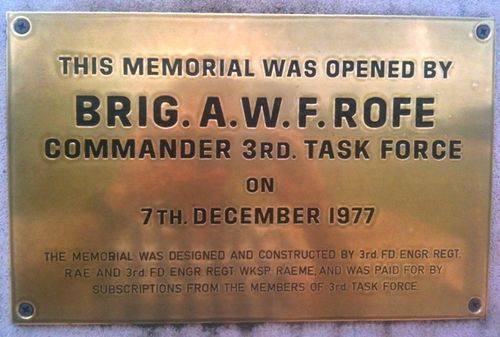 THIS MEMORIAL WAS OPENED BY
BRIG. A.W.F. ROFE
COMMANDER 3RD. TASK FORCE
ON
7TH. DECEMBER 1977
THE MEMORIAL WAS DESIGNED AND CONSTRUCTED BY 3rd. FD. ENGR. REGT.
RAE AND 3rd. FD ENGR REGT WKSP RAEME, AND WAS PAID FOR BY
SUBSCRIPTIONS FROM THE MEMBERS OF 3rd. TASK FORCE